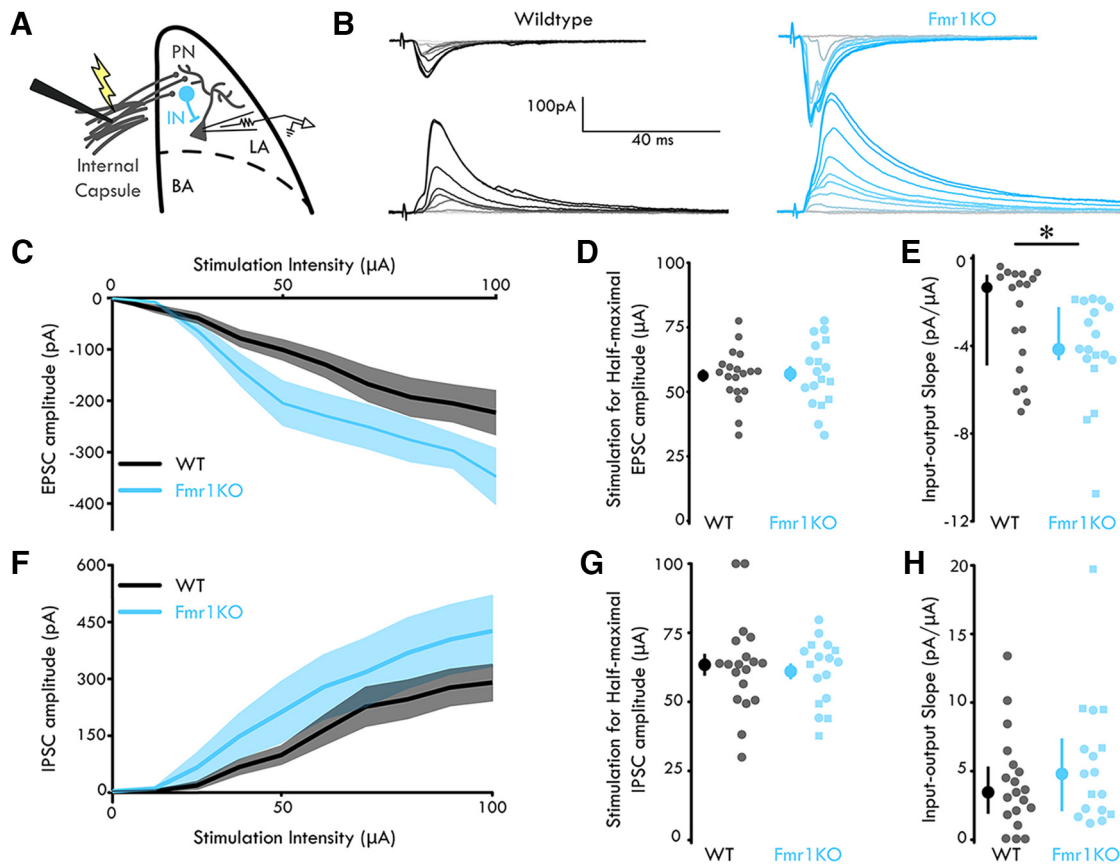 A
PN
IN
LA
BA
Internal
Capsule
B
Wildtype
Fmr1KO
100pA
40 ms
C
Stimulation Intensity (µA)
0
50
100
0
-100
-200
-300
-400
EPSC amplitude (pA)
WT
Fmr1KO
D
Stimulation for Half-maximal
EPSC amplitude (µA)
100
75
50
25
0
WT
Fmr1KO
E
*
Input-output Slope (pA/µA)
0
-4
-8
-12
WT
Fmr1KO
F
IPSC amplitude (pA)
600
450
300
150
0
WT
Fmr1KO
0
50
100
Stimulation Intensity (µA)
G
Stimulation for Half-maximal
IPSC amplitude (µA)
100
75
50
25
0
WT
Fmr1KO
H
Input-output Slope (pA/µA)
20
15
10
5
0
WT
Fmr1KO